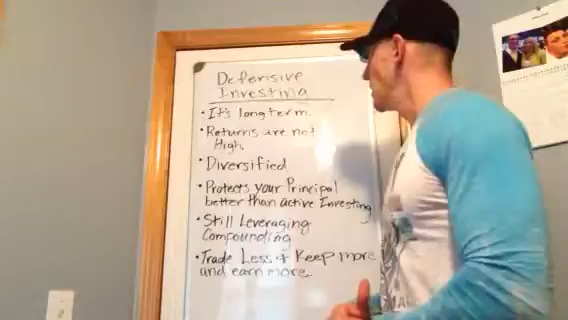 Defensive
Investing
• It's long term.
• Returns are not
High
• Diversified
• Protects your Principal
better than active Investing
• Still Leveraging
Compounding
• Trade Less & Keep more
and earn more.